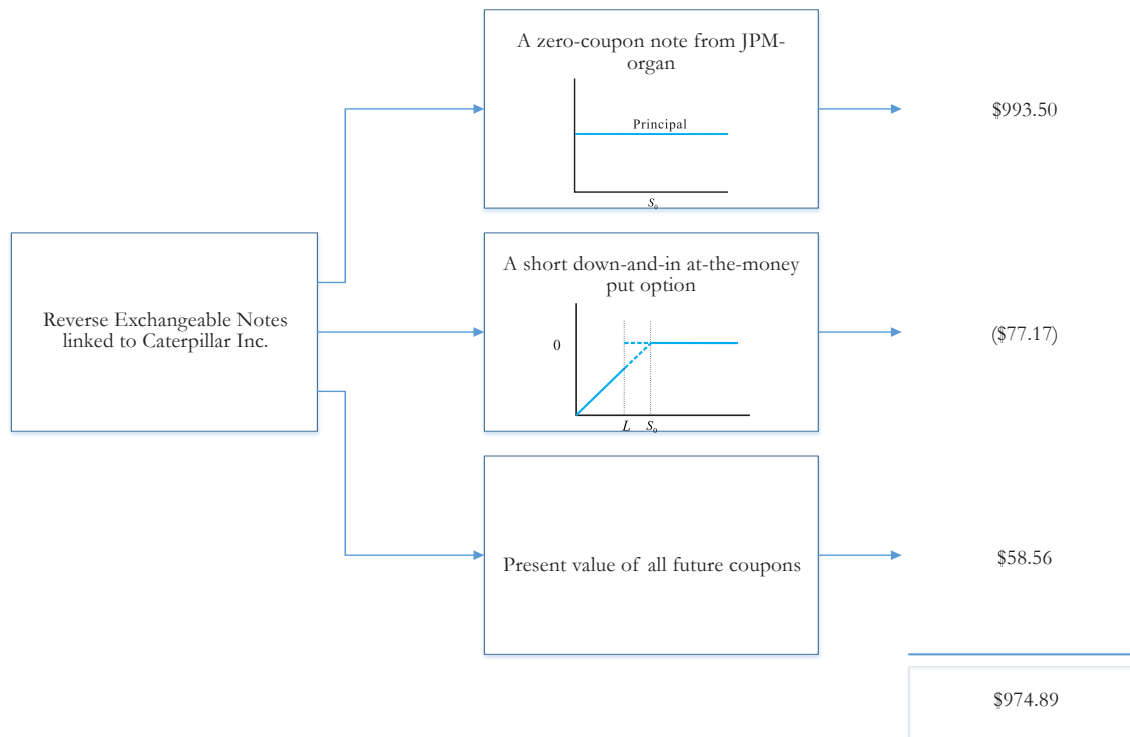 A zero-coupon note from JPM-
organ
Principal
S₀
$993.50
Reverse Exchangeable Notes
linked to Caterpillar Inc.
A short down-and-in at-the-money
put option
0
L S₀
($77.17)
Present value of all future coupons
$58.56
$974.89